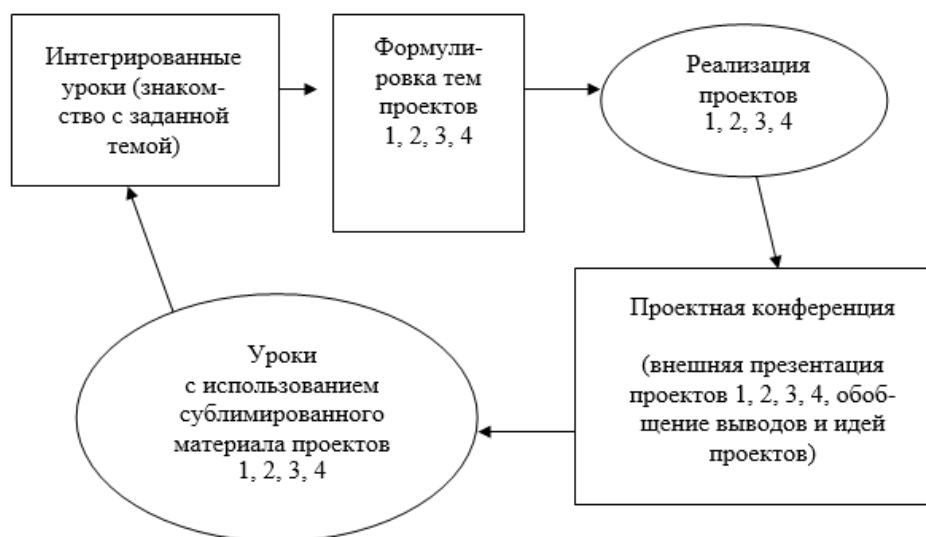 Интегрированные
уроки (знаком-
ство с заданной
темой)
Формули-
ровка тем
проектов
1, 2, 3, 4
Реализация
проектов
1, 2, 3, 4
Проектная конференция
(внешняя презентация
проектов 1, 2, 3, 4, обоб-
щение выводов и идей
проектов)
Уроки
с использованием
сублимированного
материала проектов
1, 2, 3, 4